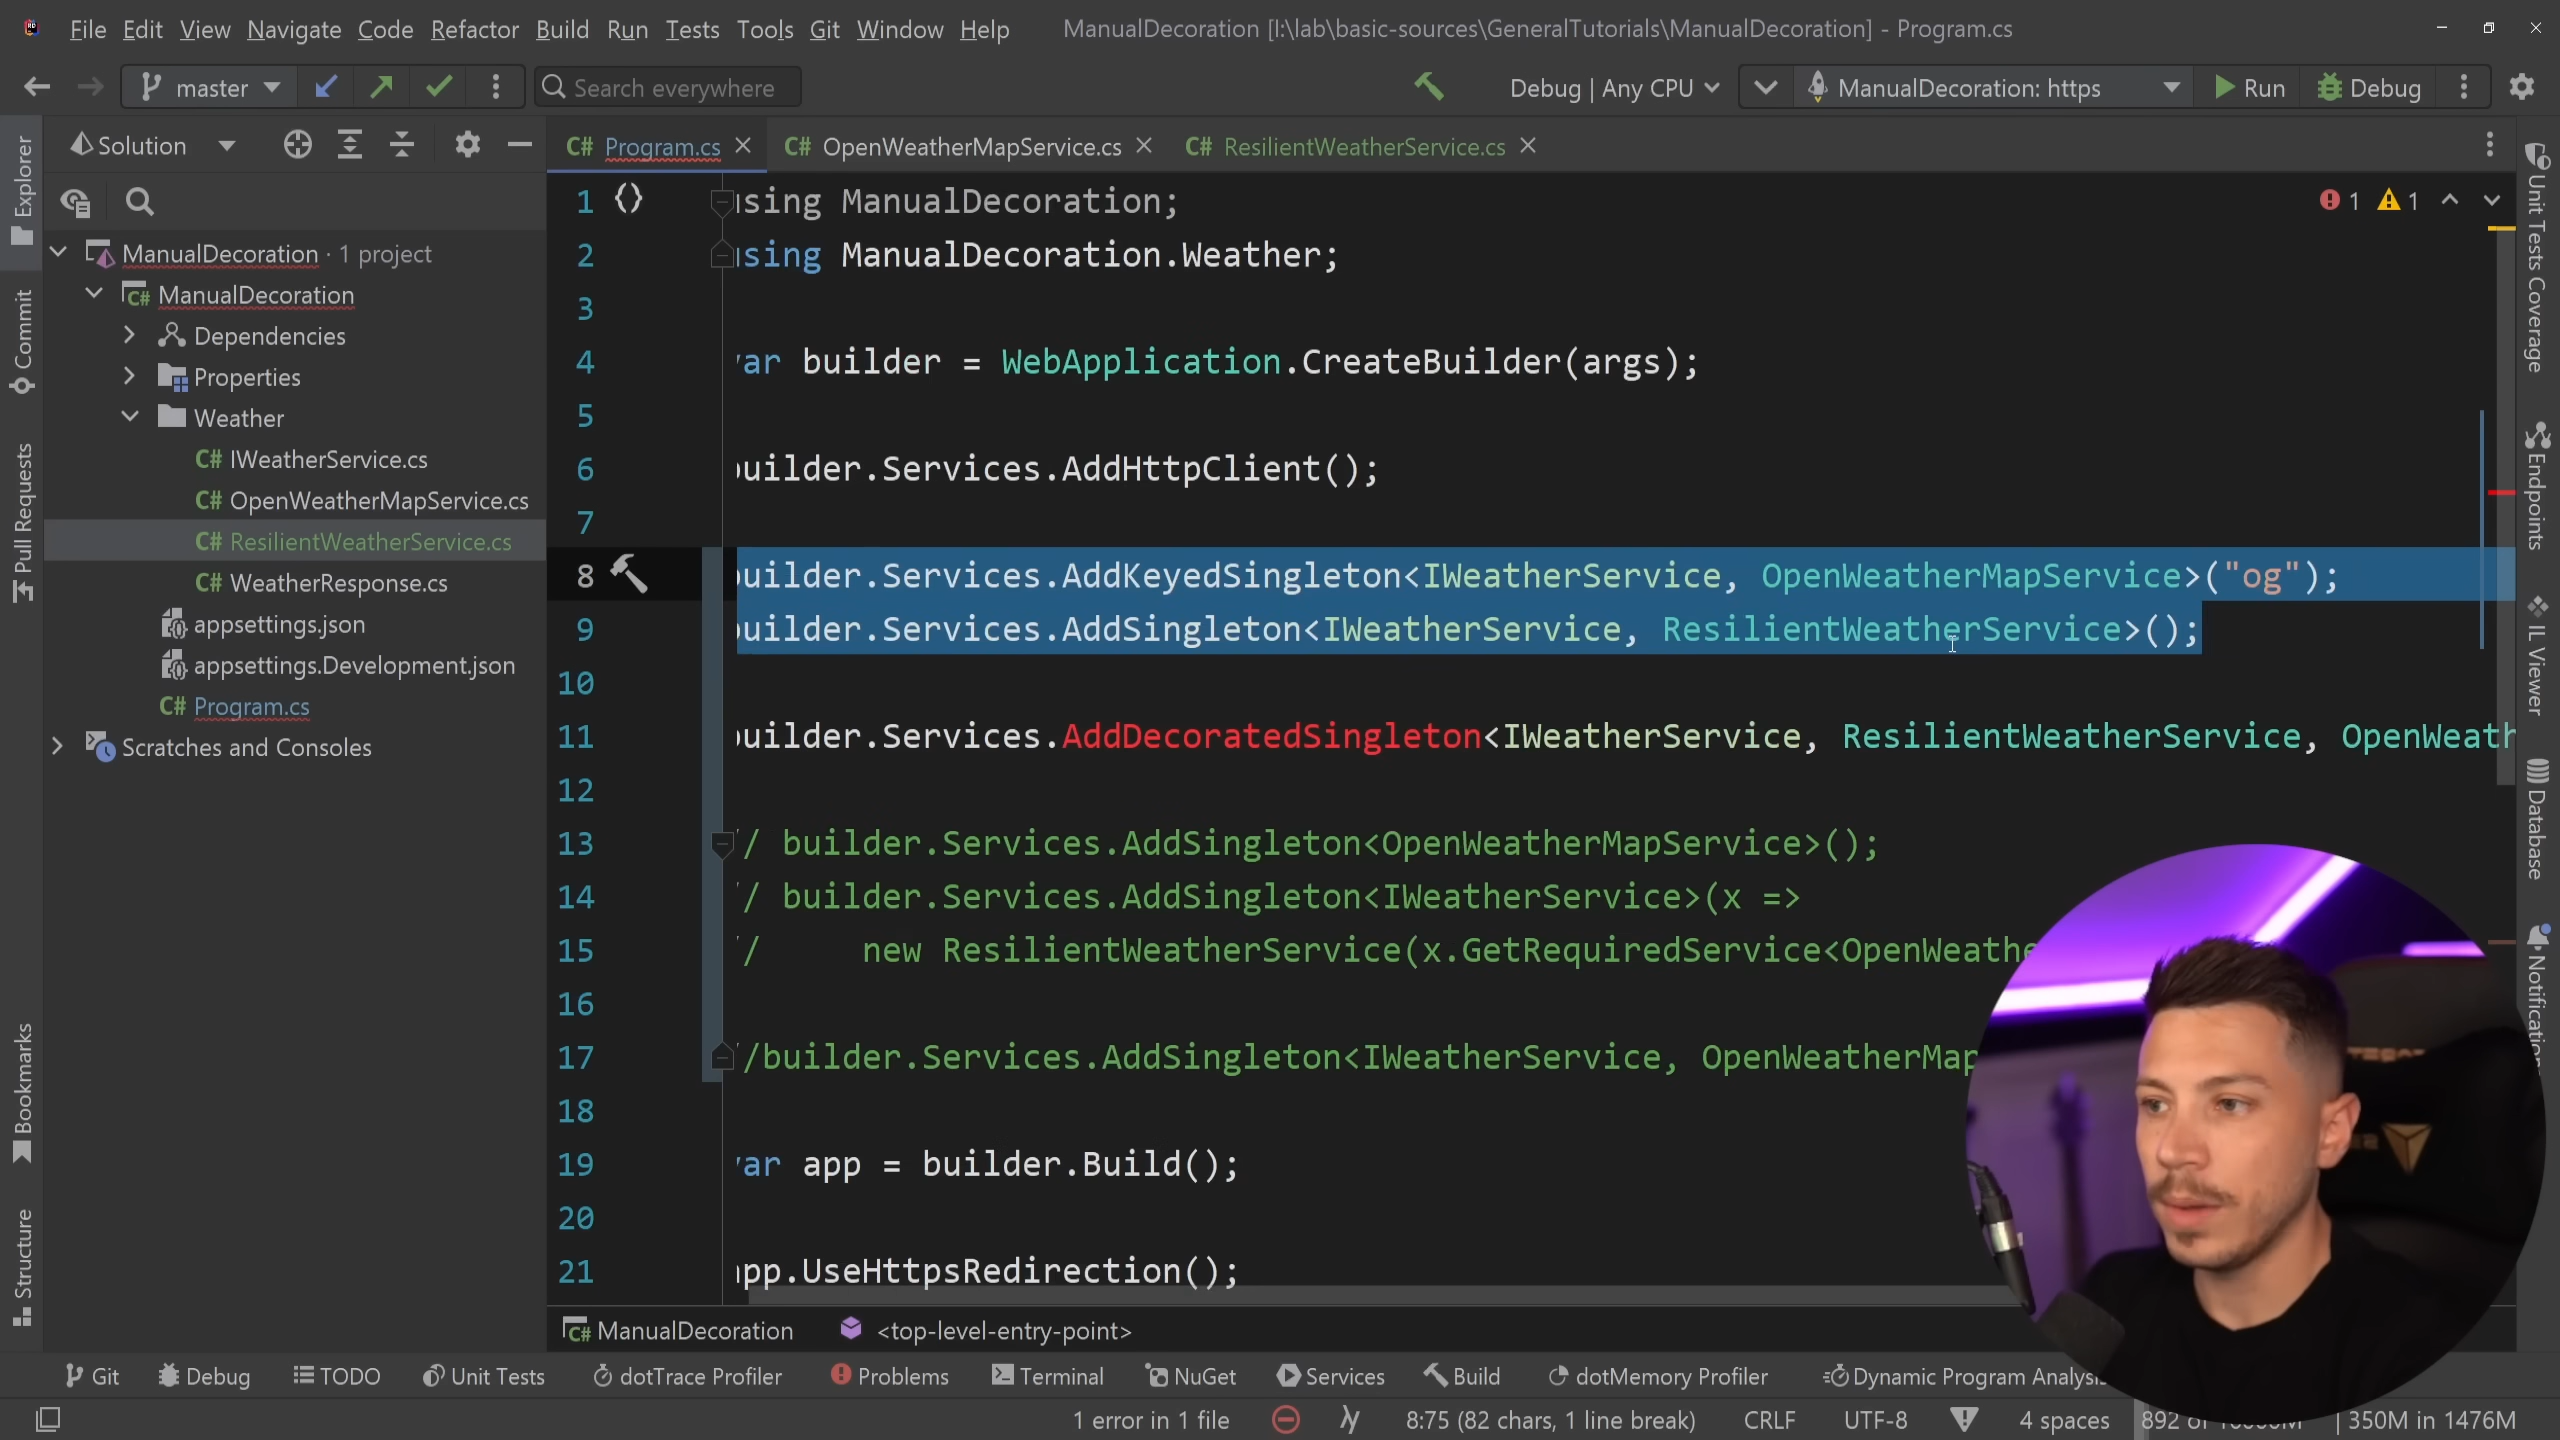 File Edit View Navigate Code Refactor Build Run Tests Tools Git Window Help ManualDecoration [I:\lab\basic-sources\GeneralTutorials\ManualDecoration] - Program.cs
master Search everywhere Debug | Any CPU ManualDecoration: https Run Debug
Solution
Program.cs
OpenWeatherMapService.cs
ResilientWeatherService.cs
Explorer
Commit
Pull Requests
Bookmarks
Structure
ManualDecoration · 1 project
ManualDecoration
Dependencies
Properties
Weather
C# IWeatherService.cs
C# OpenWeatherMapService.cs
C# ResilientWeatherService.cs
C# WeatherResponse.cs
appsettings.json
appsettings.Development.json
C# Program.cs
Scratches and Consoles
1 1
1 using ManualDecoration;
2 using ManualDecoration.Weather;
3
4 var builder = WebApplication.CreateBuilder(args);
5
6 builder.Services.AddHttpClient();
7
8 builder.Services.AddKeyedSingleton<IWeatherService, OpenWeatherMapService>("og");
9 builder.Services.AddSingleton<IWeatherService, ResilientWeatherService>();
10
11 builder.Services.AddDecoratedSingleton<IWeatherService, ResilientWeatherService, OpenWeath
12
13 // builder.Services.AddSingleton<OpenWeatherMapService>();
14 // builder.Services.AddSingleton<IWeatherService>(x =>
15 //     new ResilientWeatherService(x.GetRequiredService<OpenWeathe
16
17 //builder.Services.AddSingleton<IWeatherService, OpenWeatherMap
18
19 var app = builder.Build();
20
21 app.UseHttpsRedirection();
Unit Tests Coverage
Endpoints
IL Viewer
Database
Notifications
ManualDecoration <top-level-entry-point>
Git Debug TODO Unit Tests dotTrace Profiler Problems Terminal NuGet Services Build dotMemory Profiler Dynamic Program Analysis
1 error in 1 file 8:75 (82 chars, 1 line break) CRLF UTF-8 4 spaces 892 of 350M in 1476M